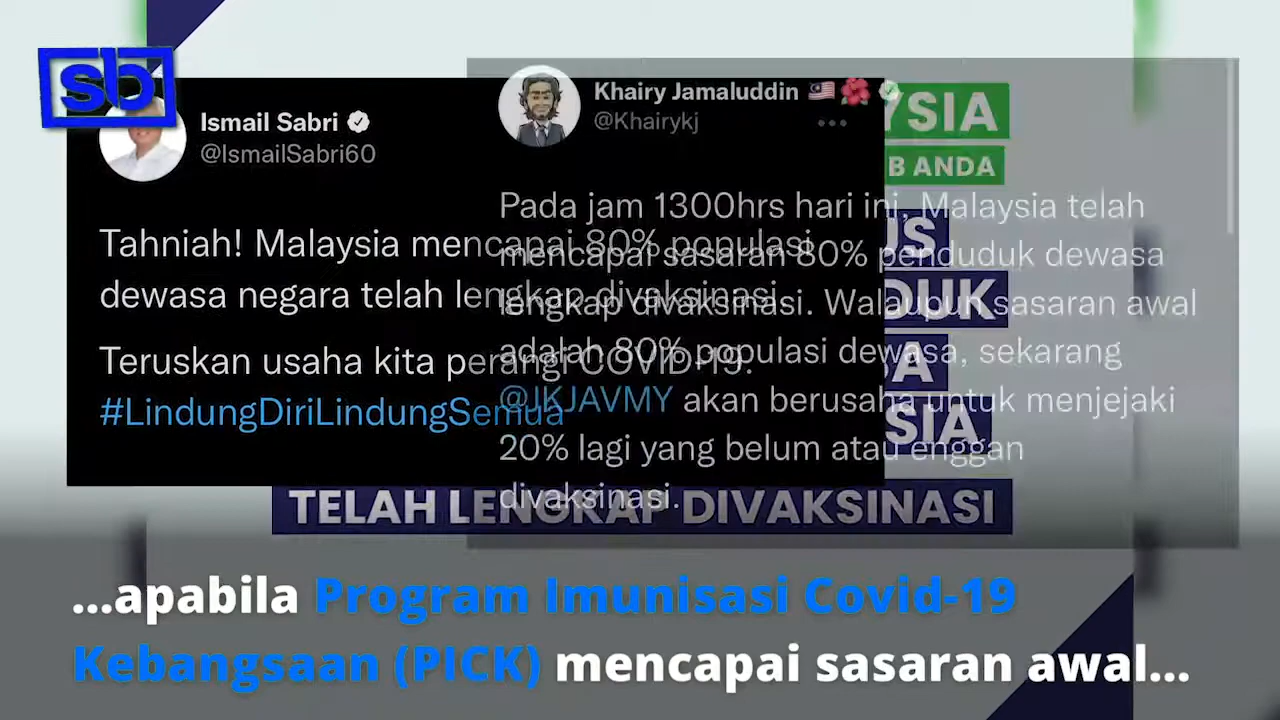 sb
Ismail Sabri
@IsmailSabri60
Tahniah! Malaysia mencapai 80% populasi
dewasa negara telah lengkap divaksinasi.
Teruskan usaha kita perangi COVID-19.
#LindungDiriLindungSemua
Khairy Jamaluddin
@Khairykj
Pada jam 1300hrs hari ini, Malaysia telah
mencapai sasaran 80% penduduk dewasa
lengkap divaksinasi. Walaupun sasaran awal
adalah 80% populasi dewasa, sekarang
@JKJAVMY akan berusaha untuk menjejaki
20% lagi yang belum atau enggan
divaksinasi.
B ANDA
TELAH LENGKAP DIVAKSINASI
...apabila Program Imunisasi Covid-19
Kebangsaan (PICK) mencapai sasaran awal...